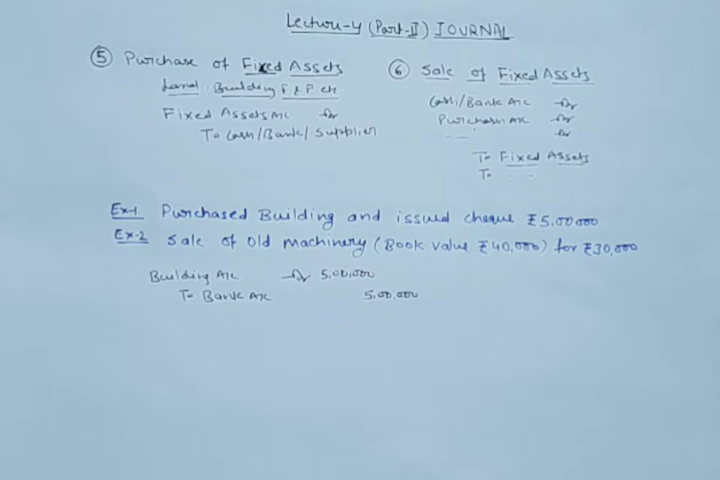 Lecture-4 (Part-II) JOURNAL
⑤ Purchase of Fixed Assets
Land, Building F & P etc
Fixed Assets A/c Dr
To Cash/Bank/Supplier
⑥ Sale of Fixed Assets
Cash/Bank A/c Dr
Purchaser A/c Dr
-- -- Dr
To Fixed Assets
To -- --
Ex-1 Purchased Building and issued cheque ₹5,00,000
Ex-2 Sale of Old machinery (Book value ₹40,000) for ₹30,000
Building A/c Dr 5,00,000
To Bank A/c 5,00,000